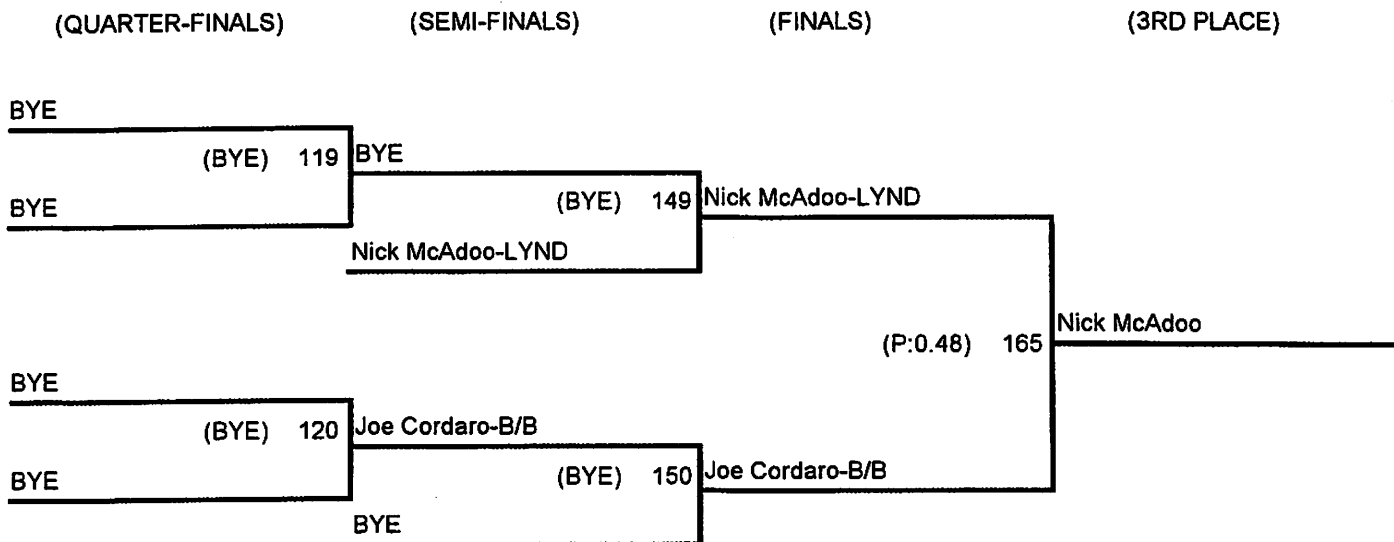 (QUARTER-FINALS) (SEMI-FINALS) (FINALS) (3RD PLACE)
BYE
(BYE) 119 BYE
BYE
(BYE) 149 Nick McAdoo-LYND
Nick McAdoo-LYND
(P:0.48) 165 Nick McAdoo
BYE
(BYE) 120 Joe Cordaro-B/B
BYE
(BYE) 150 Joe Cordaro-B/B
BYE